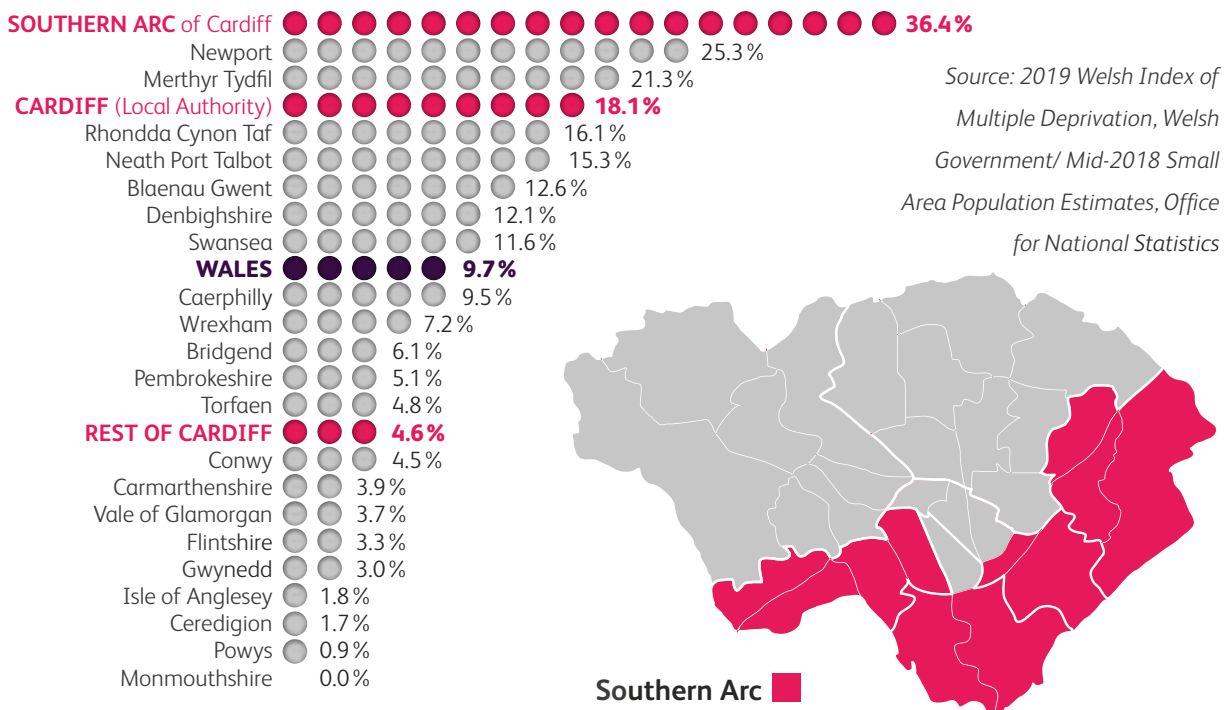 SOUTHERN ARC of Cardiff 36.4%
Newport 25.3%
Merthyr Tydfil 21.3%
CARDIFF (Local Authority) 18.1%
Rhondda Cynon Taf 16.1%
Neath Port Talbot 15.3%
Blaenau Gwent 12.6%
Denbighshire 12.1%
Swansea 11.6%
WALES 9.7%
Caerphilly 9.5%
Wrexham 7.2%
Bridgend 6.1%
Pembrokeshire 5.1%
Torfaen 4.8%
REST OF CARDIFF 4.6%
Conwy 4.5%
Carmarthenshire 3.9%
Vale of Glamorgan 3.7%
Flintshire 3.3%
Gwynedd 3.0%
Isle of Anglesey 1.8%
Ceredigion 1.7%
Powys 0.9%
Monmouthshire 0.0%
Source: 2019 Welsh Index of
Multiple Deprivation, Welsh
Government/ Mid-2018 Small
Area Population Estimates, Office
for National Statistics
Southern Arc